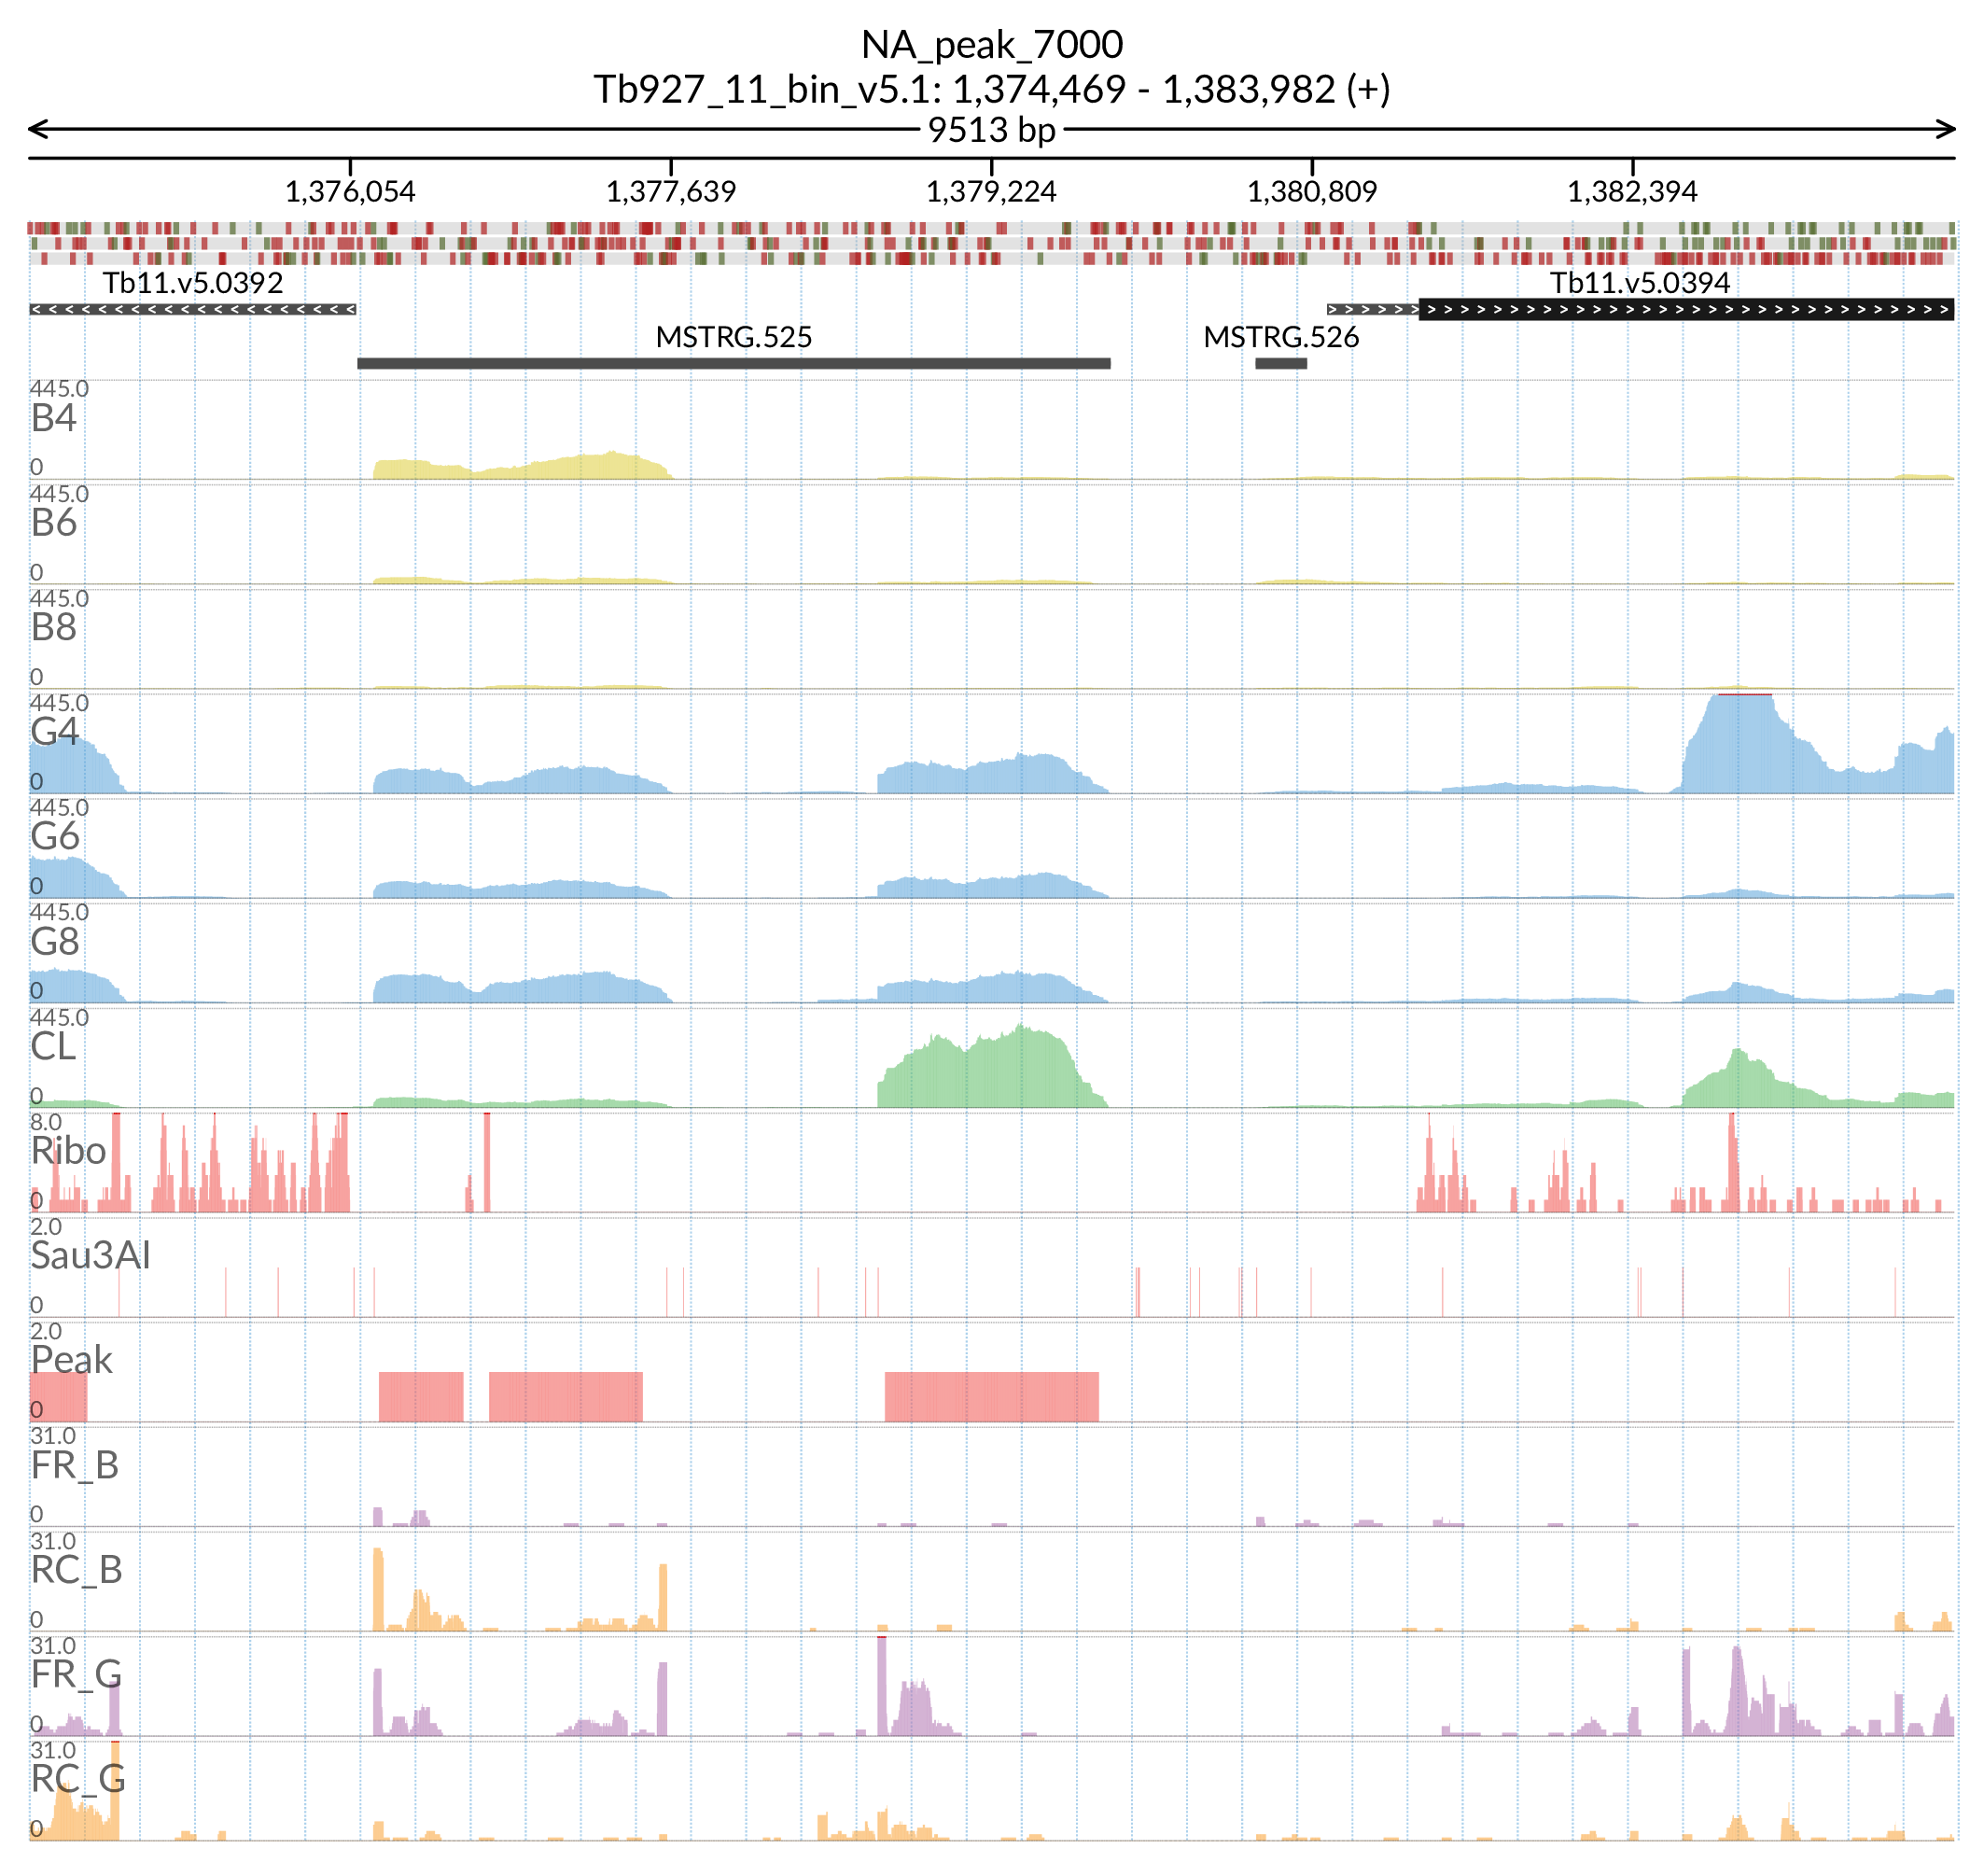 NA_peak_7000
Tb927_11_bin_v5.1: 1,374,469 - 1,383,982 (+)
9513 bp
1,376,054 1,377,639 1,379,224 1,380,809 1,382,394
Tb11.v5.0392 Tb11.v5.0394
MSTRG.525 MSTRG.526
445.0
B4
0
445.0
B6
0
445.0
B8
0
445.0
G4
0
445.0
G6
0
445.0
G8
0
445.0
CL
0
8.0
Ribo
0
2.0
Sau3AI
0
2.0
Peak
0
31.0
FR_B
0
31.0
RC_B
0
31.0
FR_G
0
31.0
RC_G
0